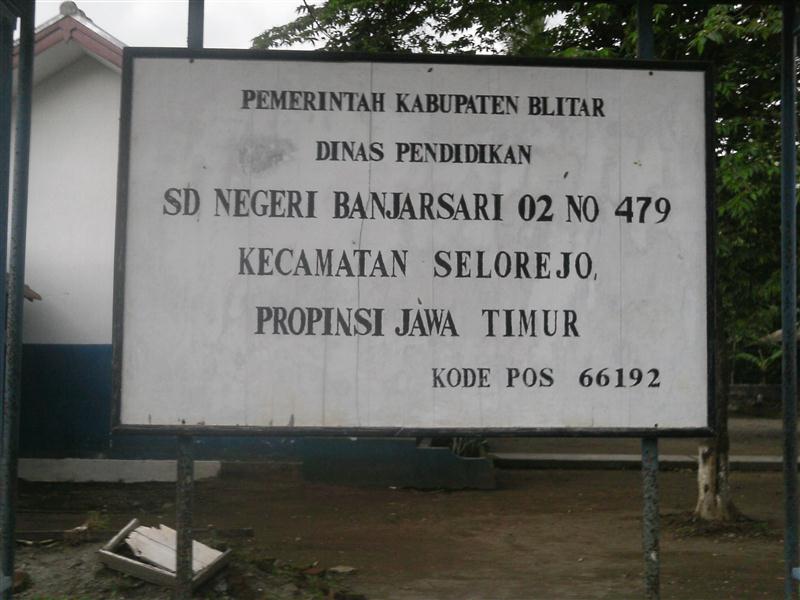 PEMERINTAH KABUPATEN BLITAR
DINAS PENDIDIKAN
SD NEGERI BANJARSARI 02 NO 479
KECAMATAN SELOREJO,
PROPINSI JAWA TIMUR
KODE POS 66192